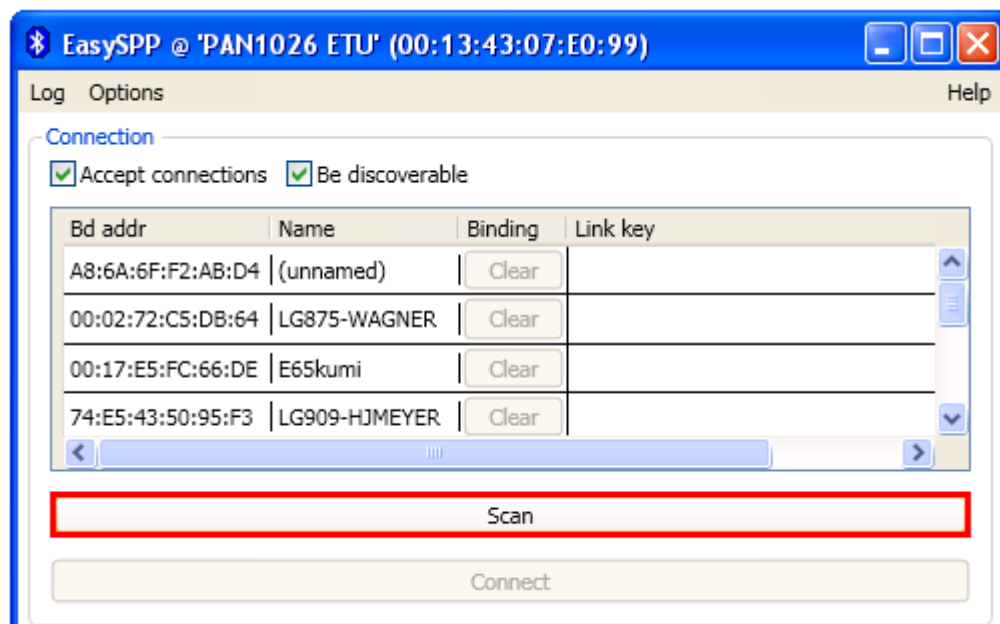 EasySPP @ 'PAN1026 ETU' (00:13:43:07:E0:99)
Log Options Help
Connection
Accept connections Be discoverable
Bd addr Name Binding Link key
A8:6A:6F:F2:AB:D4 (unnamed) Clear
00:02:72:C5:DB:64 LG875-WAGNER Clear
00:17:E5:FC:66:DE E65kumi Clear
74:E5:43:50:95:F3 LG909-HJMEYER Clear
Scan
Connect